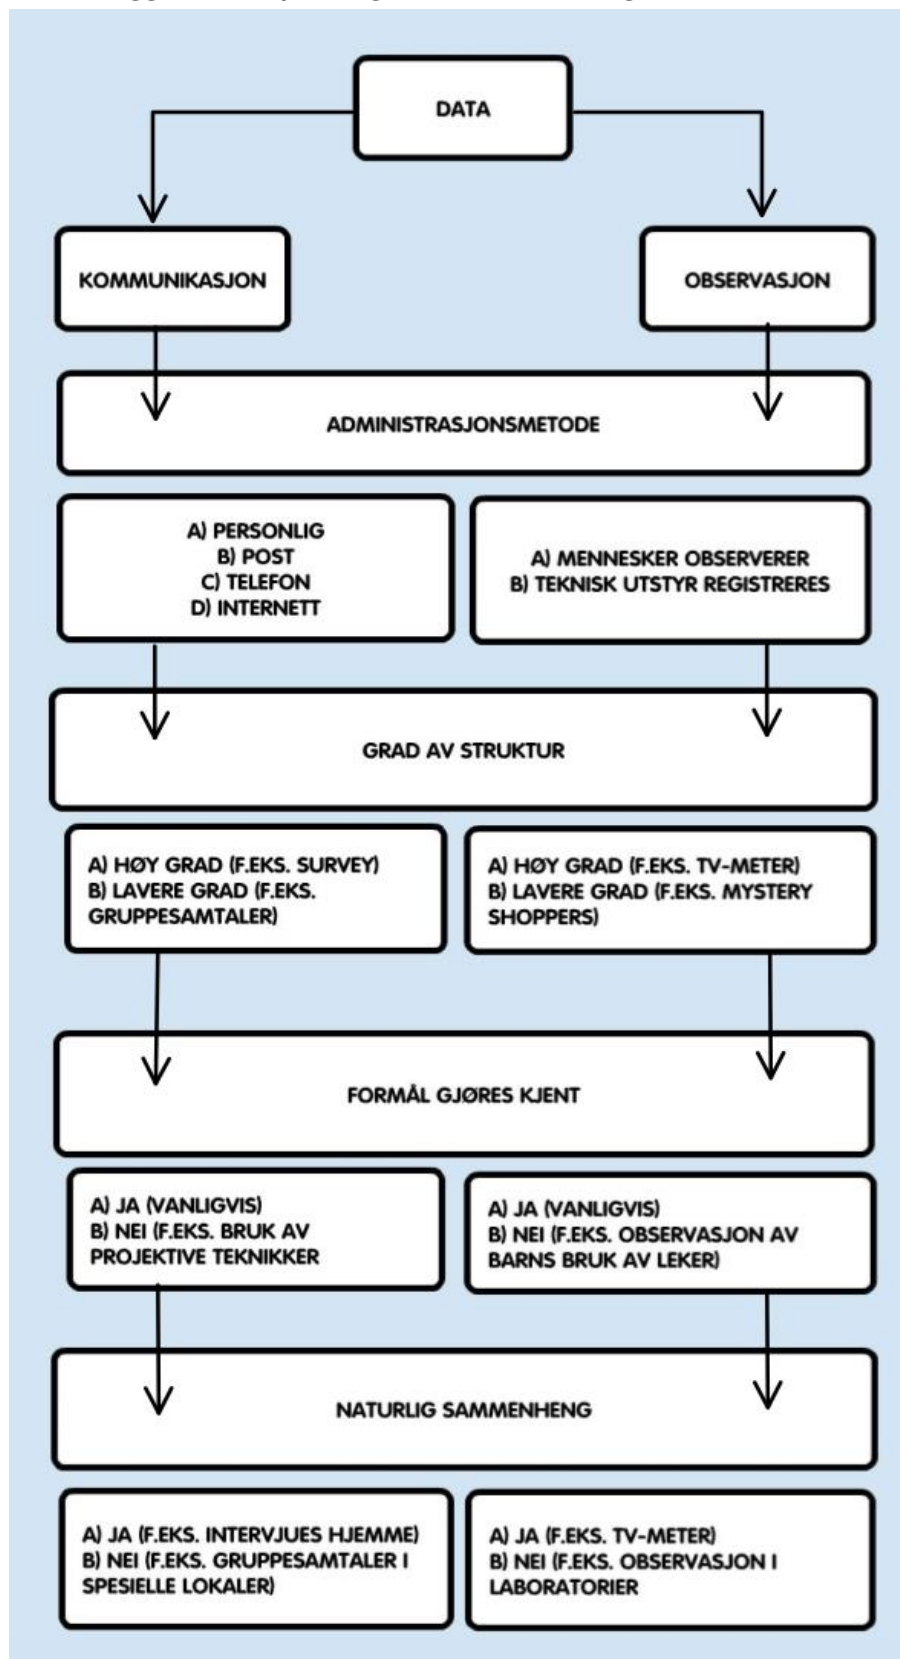 DATA
KOMMUNIKASJON
OBSERVASJON
ADMINISTRASJONSMETODE
A) PERSONLIG
B) POST
C) TELEFON
D) INTERNETT
A) MENNESKER OBSERVERER
B) TEKNISK UTSTYR REGISTRERES
GRAD AV STRUKTUR
A) HØY GRAD (F.EKS. SURVEY)
B) LAVERE GRAD (F.EKS.
GRUPPESAMTALER)
A) HØY GRAD (F.EKS. TV-METER)
B) LAVERE GRAD (F.EKS. MYSTERY
SHOPPERS)
FORMÅL GJØRES KJENT
A) JA (VANLIGVIS)
B) NEI (F.EKS. BRUK AV
PROJEKTIVE TEKNIKKER
A) JA (VANLIGVIS)
B) NEI (F.EKS. OBSERVASJON AV
BARNS BRUK AV LEKER)
NATURLIG SAMMENHENG
A) JA (F.EKS. INTERVJUES HJEMME)
B) NEI (F.EKS. GRUPPESAMTALER I
SPESIELLE LOKALER)
A) JA (F.EKS. TV-METER)
B) NEI (F.EKS. OBSERVASJON I
LABORATORIER